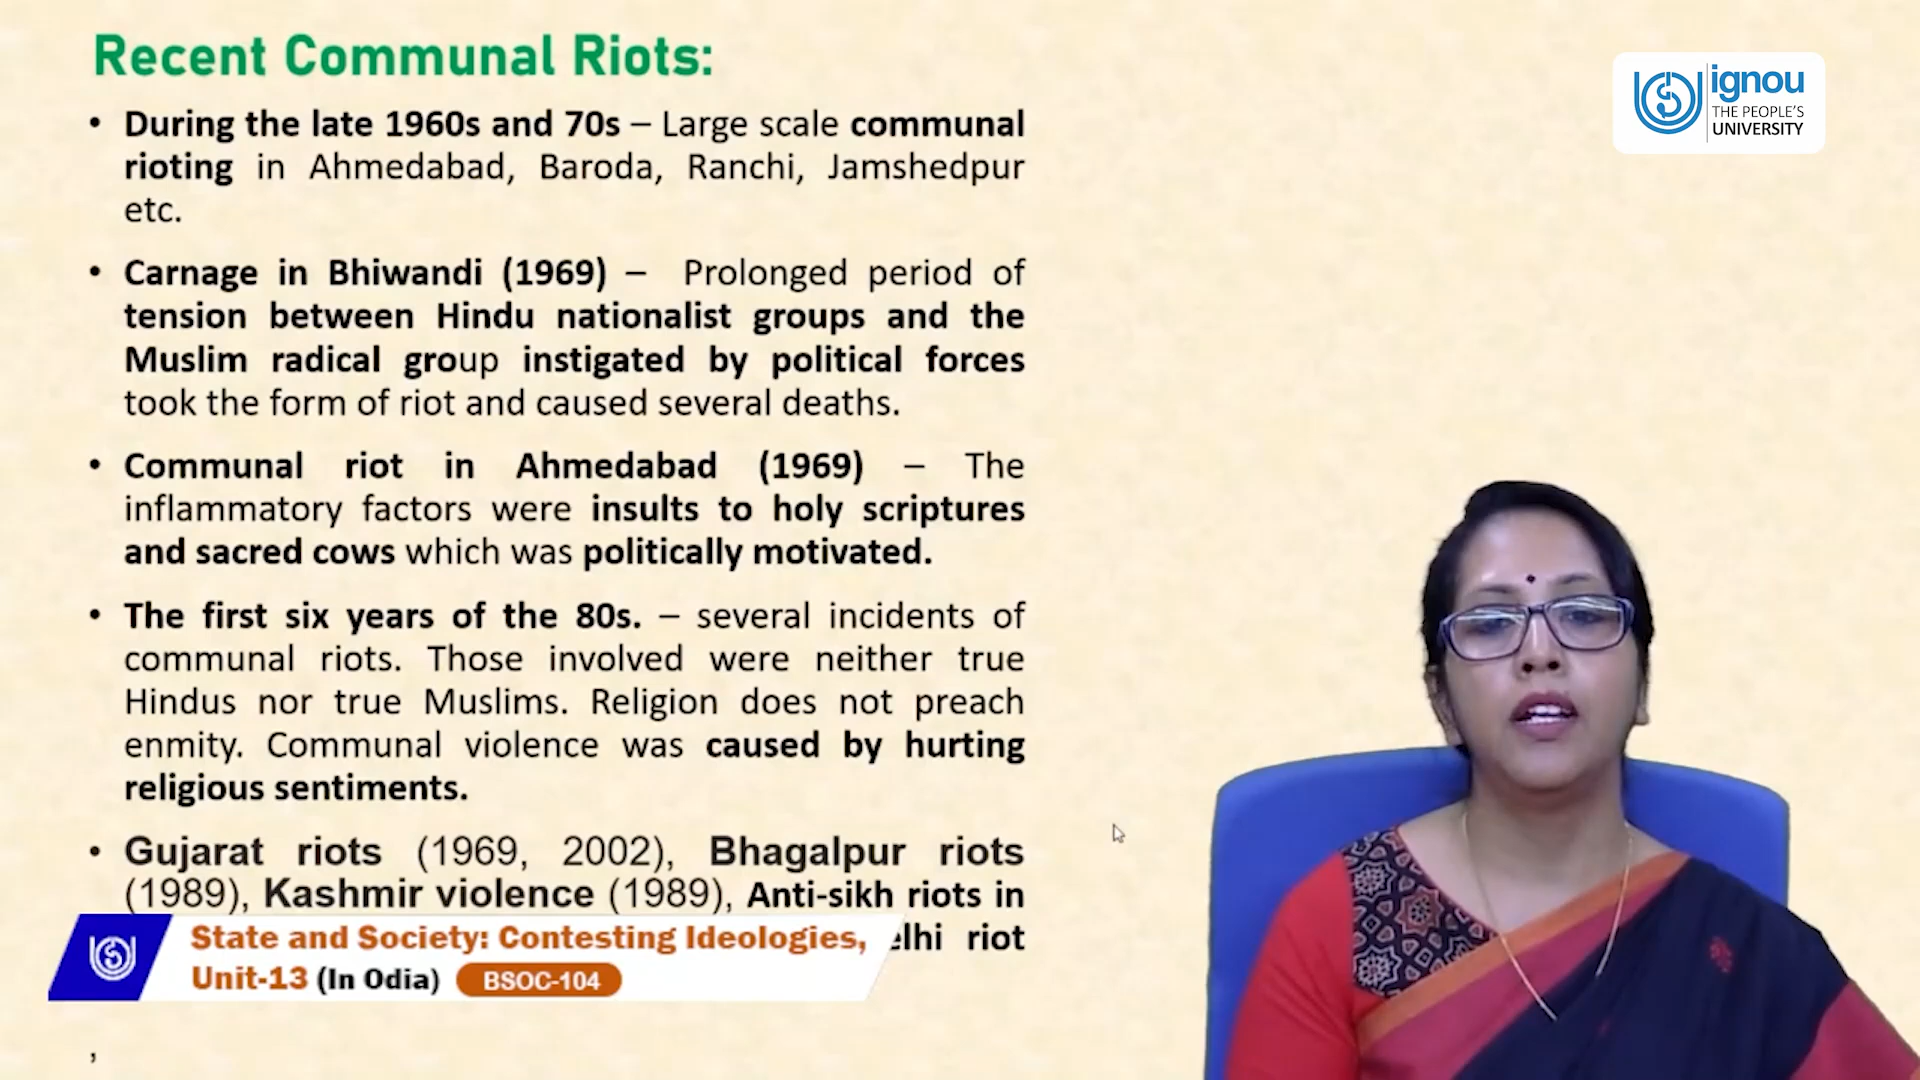 Recent Communal Riots:
• During the late 1960s and 70s – Large scale communal
rioting in Ahmedabad, Baroda, Ranchi, Jamshedpur
etc.
• Carnage in Bhiwandi (1969) – Prolonged period of
tension between Hindu nationalist groups and the
Muslim radical group instigated by political forces
took the form of riot and caused several deaths.
• Communal riot in Ahmedabad (1969) – The
inflammatory factors were insults to holy scriptures
and sacred cows which was politically motivated.
• The first six years of the 80s. – several incidents of
communal riots. Those involved were neither true
Hindus nor true Muslims. Religion does not preach
enmity. Communal violence was caused by hurting
religious sentiments.
• Gujarat riots (1969, 2002), Bhagalpur riots
(1989), Kashmir violence (1989), Anti-sikh riots in
riot
,
ignou
THE PEOPLE'S
UNIVERSITY
State and Society: Contesting Ideologies,
Unit-13 (In Odia) BSOC-104